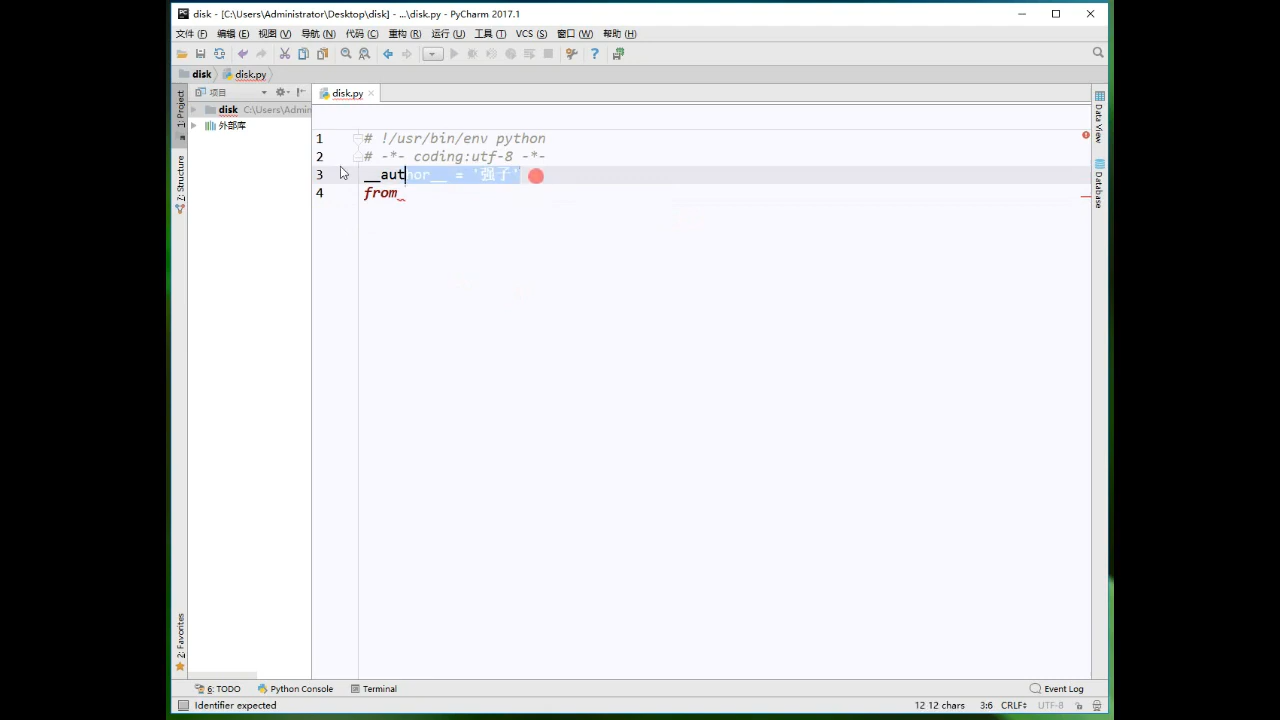 disk - [C:\Users\Administrator\Desktop\disk] - ...\disk.py - PyCharm 2017.1
文件 (F) 编辑 (E) 视图 (V) 导航 (N) 代码 (C) 重构 (R) 运行 (U) 工具 (T) VCS (S) 窗口 (W) 帮助 (H)
disk disk.py
项目 disk.py
disk C:\Users\Admin
外部库
1 # !/usr/bin/env python
2 # -*- coding:utf-8 -*-
3 __author__ = '强子'
4 from
1: Project
7: Structure
2: Favorites
Data View
Database
6: TODO Python Console Terminal Event Log
Identifier expected 12 12 chars 3:6 CRLF UTF-8